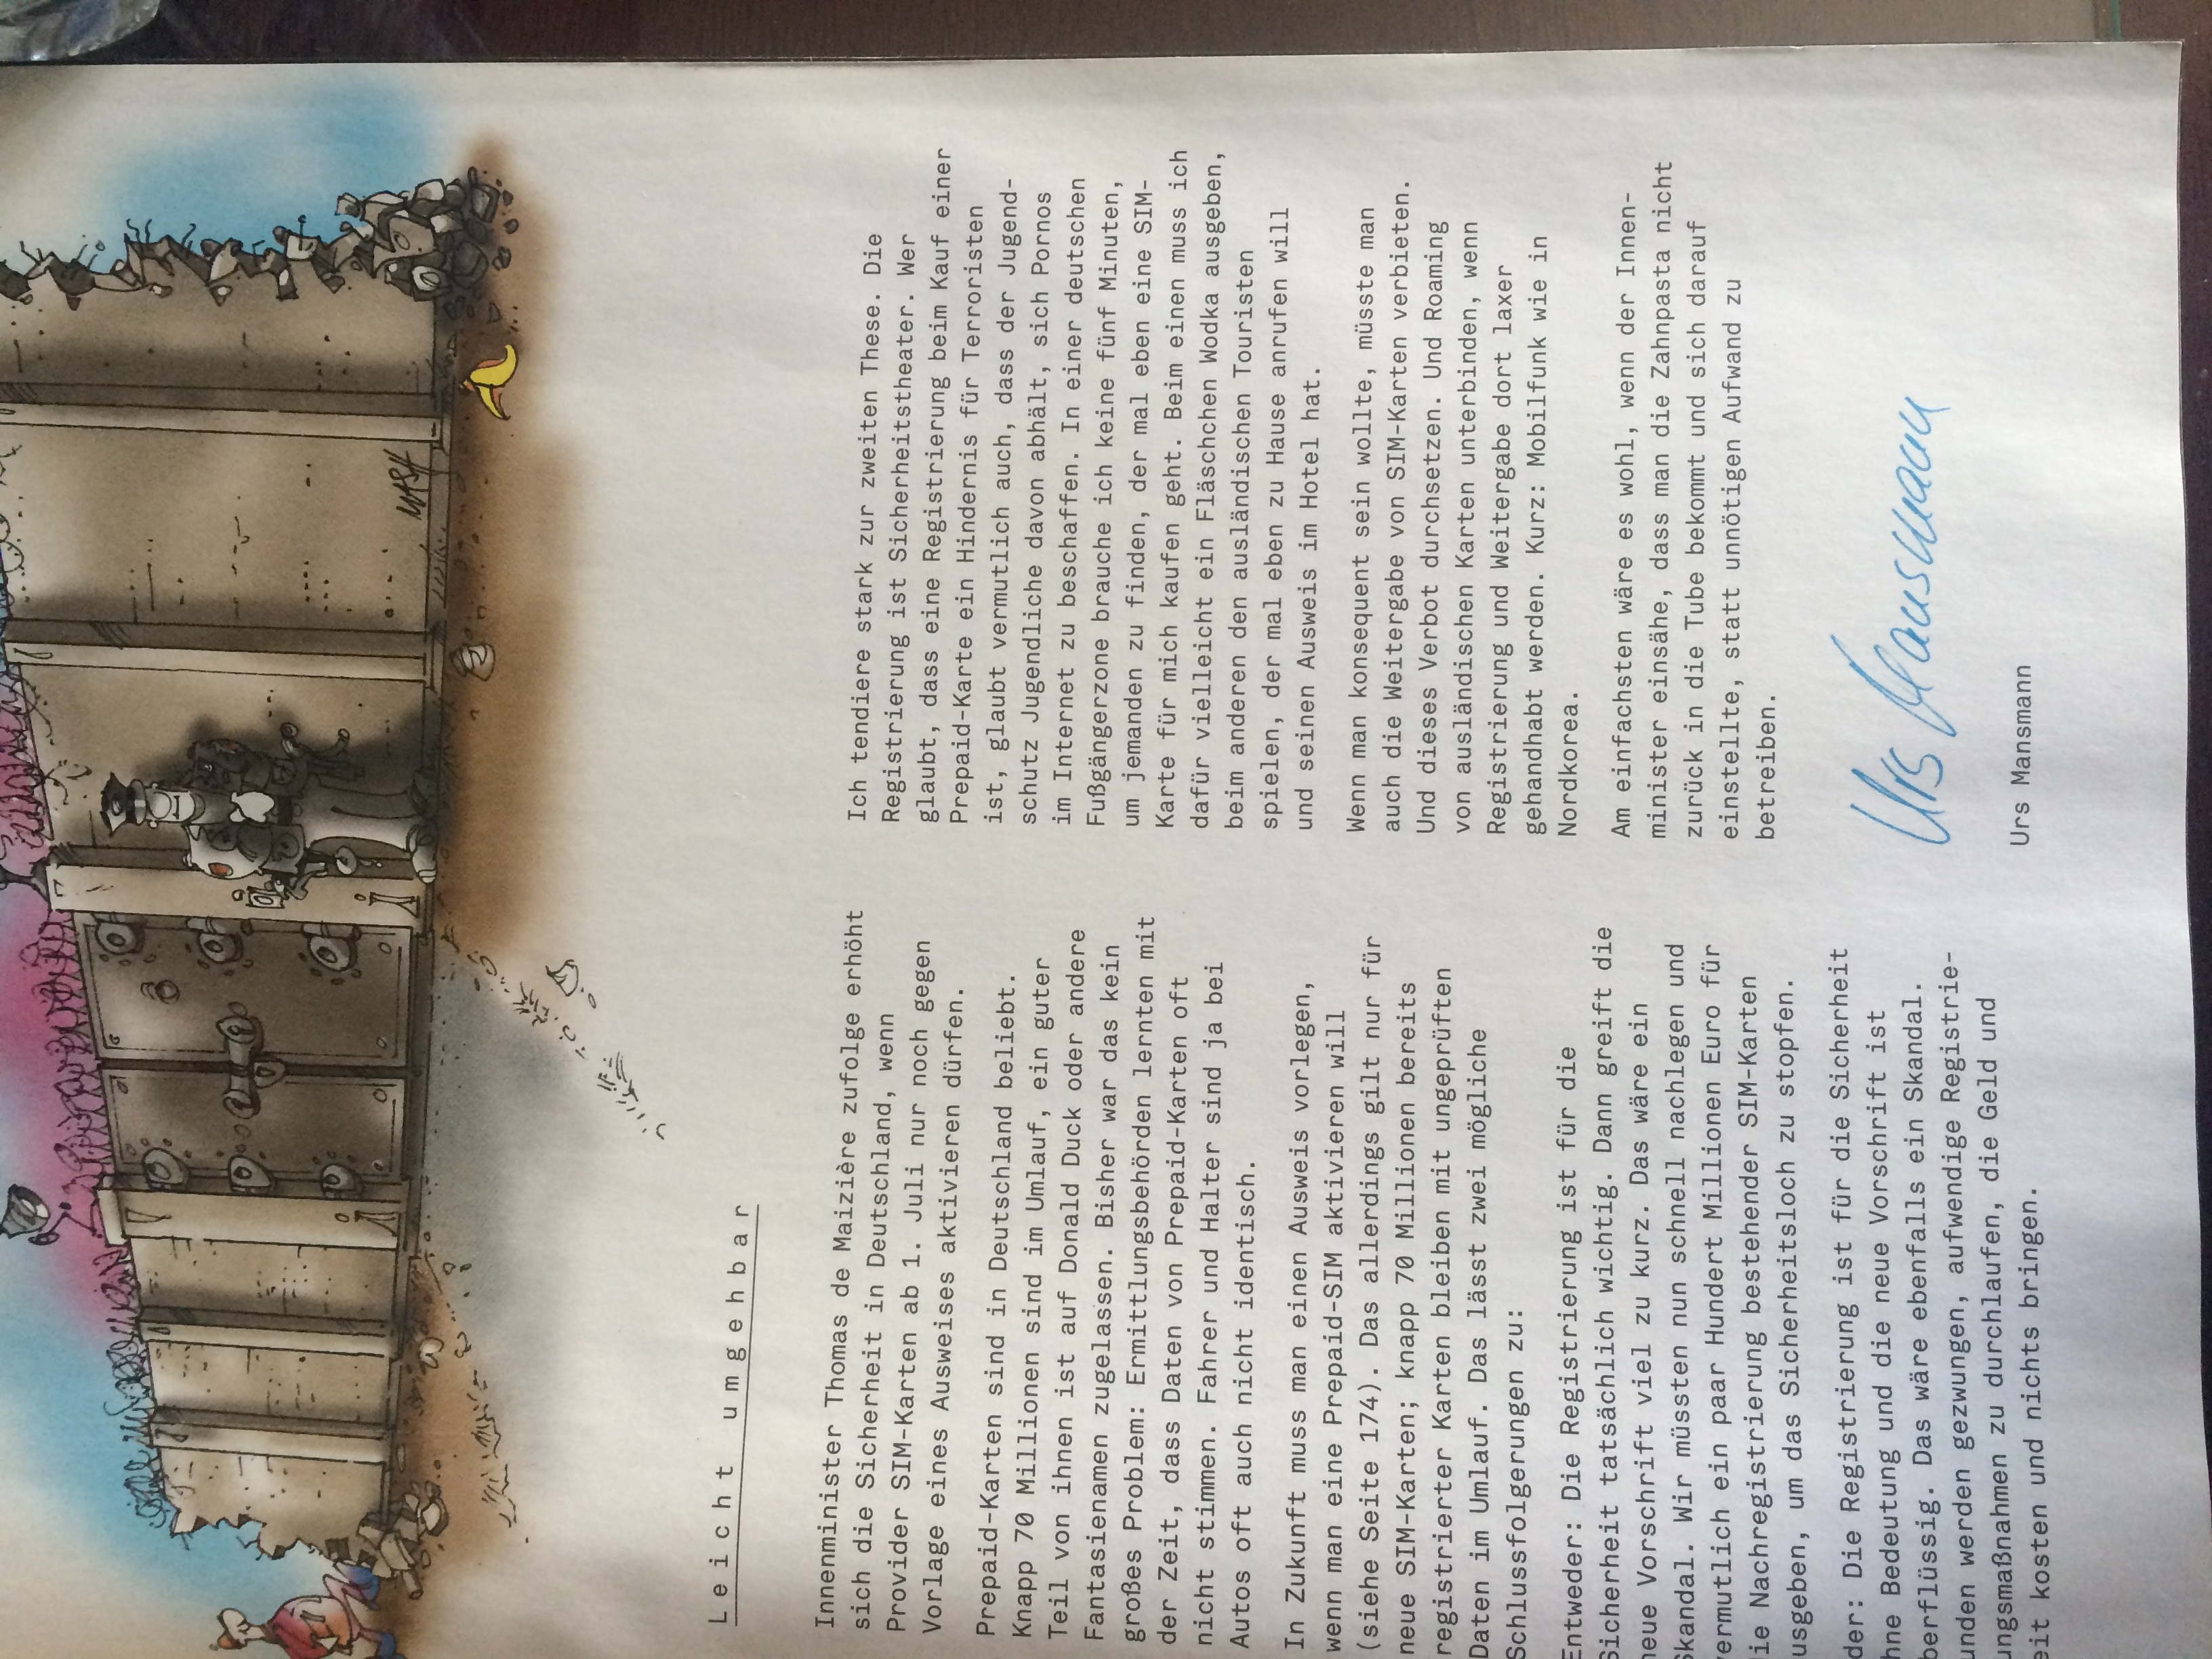 MASH
Leicht umgehbar
Innenminister Thomas de Maizière zufolge erhöht
sich die Sicherheit in Deutschland, wenn
Provider SIM-Karten ab 1. Juli nur noch gegen
Vorlage eines Ausweises aktivieren dürfen.
Prepaid-Karten sind in Deutschland beliebt.
Knapp 70 Millionen sind im Umlauf, ein guter
Teil von ihnen ist auf Donald Duck oder andere
Fantasienamen zugelassen. Bisher war das kein
großes Problem: Ermittlungsbehörden lernten mit
der Zeit, dass Daten von Prepaid-Karten oft
nicht stimmen. Fahrer und Halter sind ja bei
Autos oft auch nicht identisch.
In Zukunft muss man einen Ausweis vorlegen,
wenn man eine Prepaid-SIM aktivieren will
(siehe Seite 174). Das allerdings gilt nur für
neue SIM-Karten; knapp 70 Millionen bereits
registrierter Karten bleiben mit ungeprüften
Daten im Umlauf. Das lässt zwei mögliche
Schlussfolgerungen zu:
Entweder: Die Registrierung ist für die
Sicherheit tatsächlich wichtig. Dann greift die
neue Vorschrift viel zu kurz. Das wäre ein
Skandal. Wir müssten nun schnell nachlegen und
vermutlich ein paar Hundert Millionen Euro für
die Nachregistrierung bestehender SIM-Karten
usgeben, um das Sicherheitsloch zu stopfen.
der: Die Registrierung ist für die Sicherheit
hne Bedeutung und die neue Vorschrift ist
berflüssig. Das wäre ebenfalls ein Skandal.
unden werden gezwungen, aufwendige Registrie-
ungsmaßnahmen zu durchlaufen, die Geld und
eit kosten und nichts bringen.
Ich tendiere stark zur zweiten These. Die
Registrierung ist Sicherheitstheater. Wer
glaubt, dass eine Registrierung beim Kauf einer
Prepaid-Karte ein Hindernis für Terroristen
ist, glaubt vermutlich auch, dass der Jugend-
schutz Jugendliche davon abhält, sich Pornos
im Internet zu beschaffen. In einer deutschen
Fußgängerzone brauche ich keine fünf Minuten,
um jemanden zu finden, der mal eben eine SIM-
Karte für mich kaufen geht. Beim einen muss ich
dafür vielleicht ein Fläschchen Wodka ausgeben,
beim anderen den ausländischen Touristen
spielen, der mal eben zu Hause anrufen will
und seinen Ausweis im Hotel hat.
Wenn man konsequent sein wollte, müsste man
auch die Weitergabe von SIM-Karten verbieten.
Und dieses Verbot durchsetzen. Und Roaming
von ausländischen Karten unterbinden, wenn
Registrierung und Weitergabe dort laxer
gehandhabt werden. Kurz: Mobilfunk wie in
Nordkorea.
Am einfachsten wäre es wohl, wenn der Innen-
minister einsähe, dass man die Zahnpasta nicht
zurück in die Tube bekommt und sich darauf
einstellte, statt unnötigen Aufwand zu
betreiben.
Urs Mansmann
Urs Mansmann